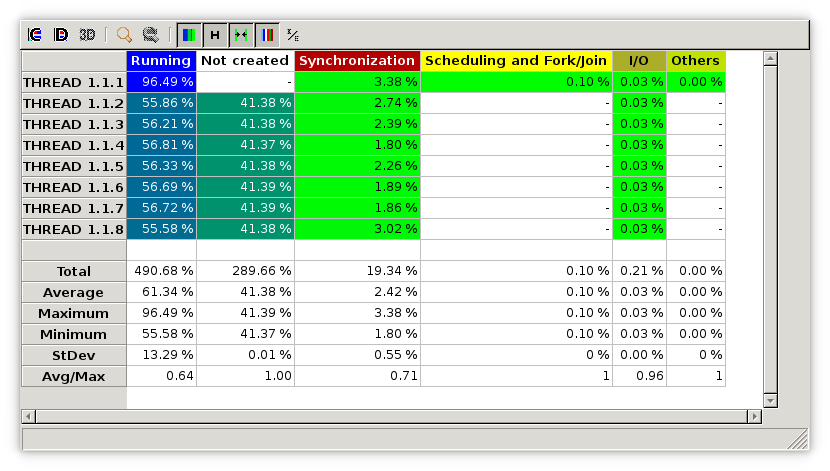 3D H X/E
Running Not created Synchronization Scheduling and Fork/Join I/O Others
THREAD 1.1.1 96.49 % - 3.38 % 0.10 % 0.03 % 0.00 %
THREAD 1.1.2 55.86 % 41.38 % 2.74 % - 0.03 % -
THREAD 1.1.3 56.21 % 41.38 % 2.39 % - 0.03 % -
THREAD 1.1.4 56.81 % 41.37 % 1.80 % - 0.03 % -
THREAD 1.1.5 56.33 % 41.38 % 2.26 % - 0.03 % -
THREAD 1.1.6 56.69 % 41.39 % 1.89 % - 0.03 % -
THREAD 1.1.7 56.72 % 41.39 % 1.86 % - 0.03 % -
THREAD 1.1.8 55.58 % 41.38 % 3.02 % - 0.03 % -
Total 490.68 % 289.66 % 19.34 % 0.10 % 0.21 % 0.00 %
Average 61.34 % 41.38 % 2.42 % 0.10 % 0.03 % 0.00 %
Maximum 96.49 % 41.39 % 3.38 % 0.10 % 0.03 % 0.00 %
Minimum 55.58 % 41.37 % 1.80 % 0.10 % 0.03 % 0.00 %
StDev 13.29 % 0.01 % 0.55 % 0 % 0.00 % 0 %
Avg/Max 0.64 1.00 0.71 1 0.96 1